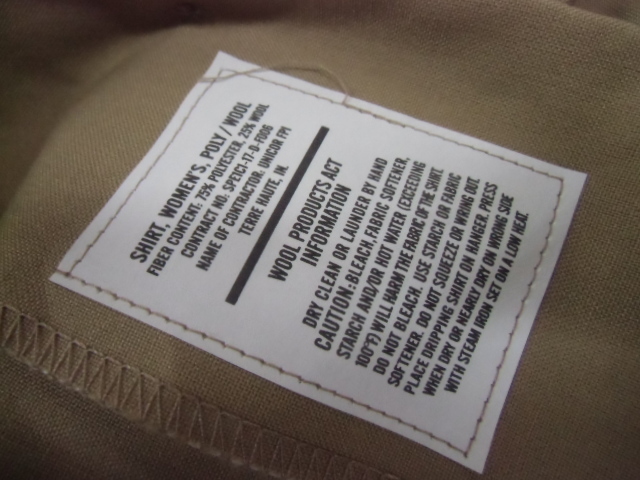 SHIRT, WOMEN'S, POLY / WOOL
FIBER CONTENT: 75% POLYESTER, 25% WOOL
CONTRACT NO. SPE1C1-17-D-F006
NAME OF CONTRACTOR: UNICOR FPI
TERRE HAUTE, IN.
WOOL PRODUCTS ACT
INFORMATION
DRY CLEAN OR LAUNDER BY HAND
CAUTION: BLEACH, FABRIC SOFTENER,
STARCH AND/OR HOT WATER (EXCEEDING
100°F) WILL HARM THE FABRIC OF THE SHIRT.
DO NOT BLEACH, USE STARCH OR FABRIC
SOFTENER. DO NOT SQUEEZE OR WRING OUT.
PLACE DRIPPING SHIRT ON HANGER. PRESS
WHEN DRY OR NEARLY DRY ON WRONG SIDE
WITH STEAM IRON SET ON A LOW HEAT.